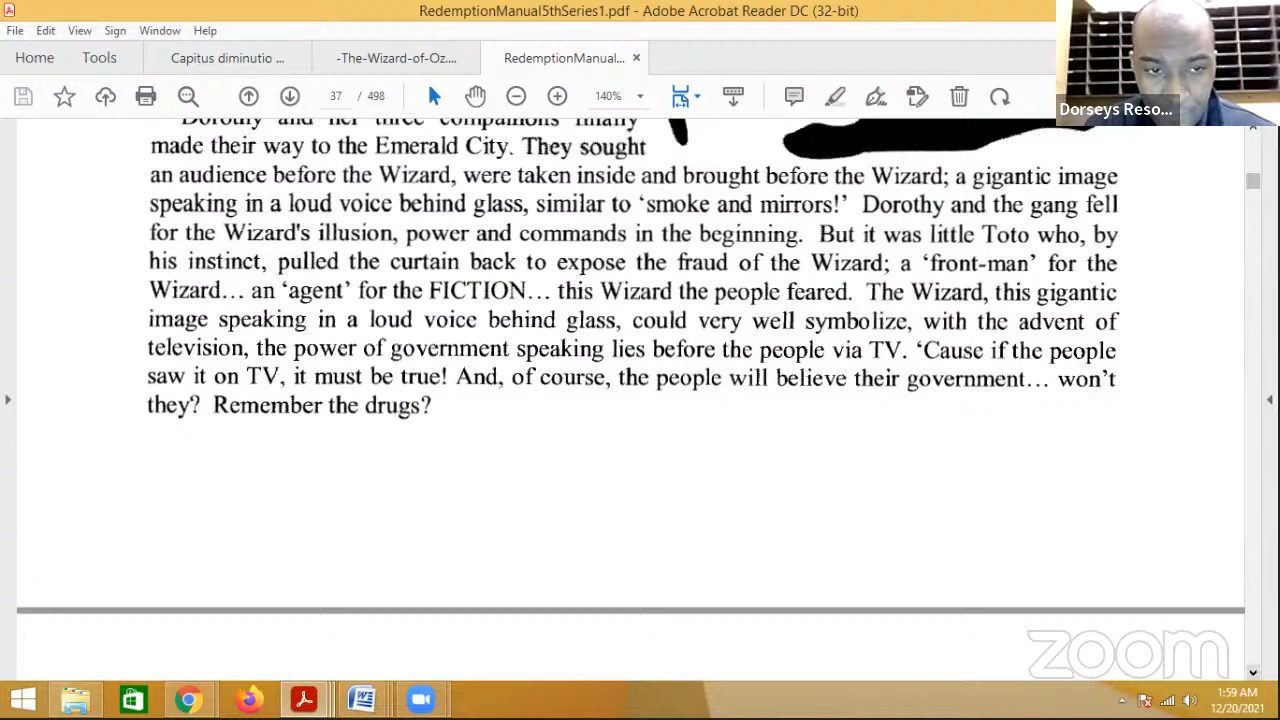 RedemptionManual5thSeries1.pdf - Adobe Acrobat Reader DC (32-bit)
File Edit View Sign Window Help
Home Tools Capitus diminutio ... -The-Wizard-of-Oz.... RedemptionManual... ×
37 / 498 140%
Dorseys Reso...
Dorothy and her three companions finally
made their way to the Emerald City. They sought
an audience before the Wizard, were taken inside and brought before the Wizard; a gigantic image
speaking in a loud voice behind glass, similar to ‘smoke and mirrors!’ Dorothy and the gang fell
for the Wizard's illusion, power and commands in the beginning. But it was little Toto who, by
his instinct, pulled the curtain back to expose the fraud of the Wizard; a ‘front-man’ for the
Wizard… an ‘agent’ for the FICTION… this Wizard the people feared. The Wizard, this gigantic
image speaking in a loud voice behind glass, could very well symbolize, with the advent of
television, the power of government speaking lies before the people via TV. ‘Cause if the people
saw it on TV, it must be true! And, of course, the people will believe their government… won’t
they? Remember the drugs?
zoom
1:59 AM
12/20/2021